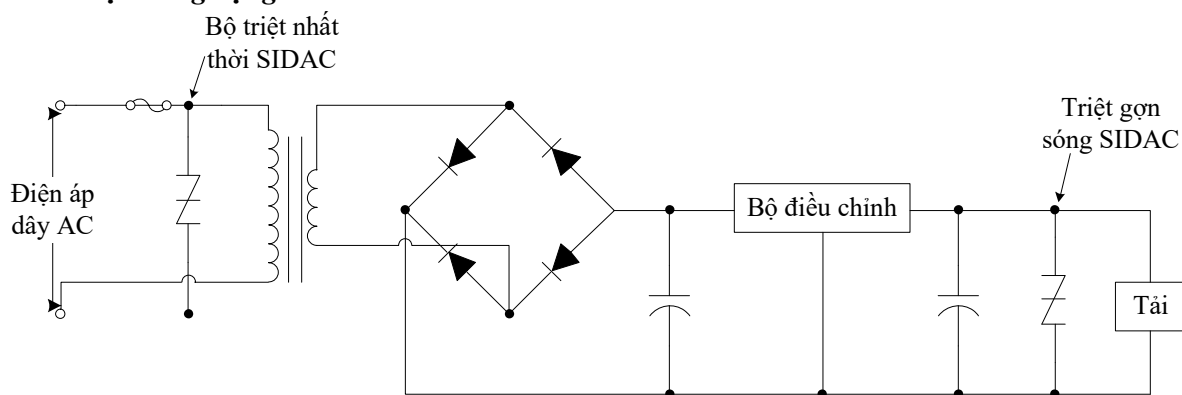 Bộ triệt nhất
thời SIDAC
Triệt gợn
sóng SIDAC
Điện áp
dây AC
Bộ điều chỉnh
Tải